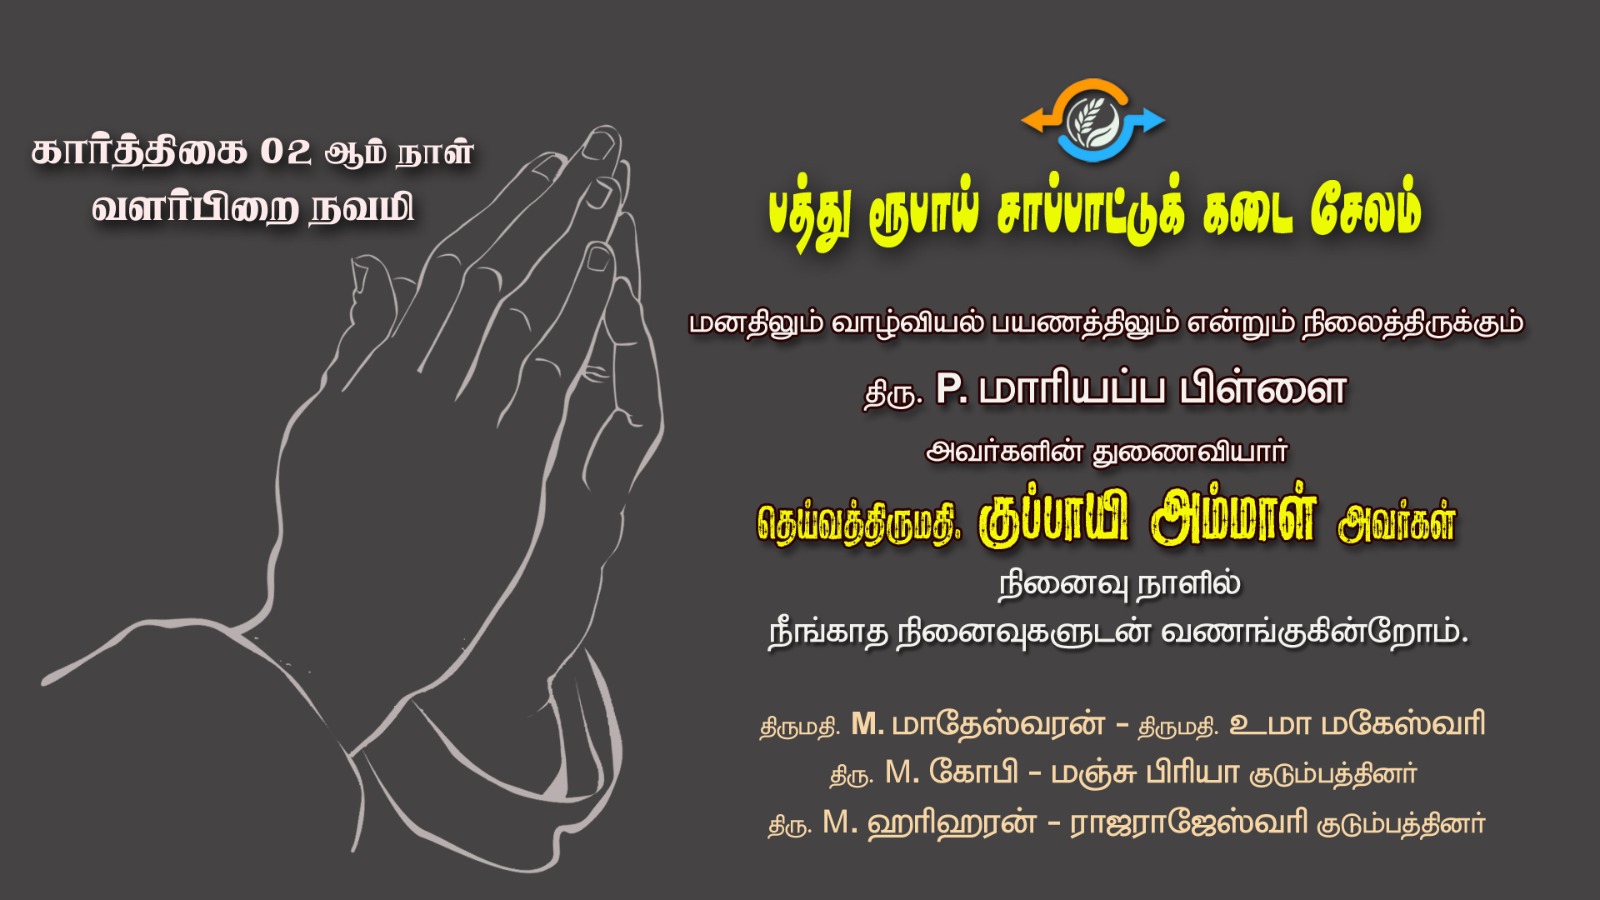 கார்த்திகை 02 ஆம் நாள்
வளர்பிறை நவமி
பத்து ரூபாய் சாப்பாட்டுக் கடை சேலம்
மனதிலும் வாழ்வியல் பயணத்திலும் என்றும் நிலைத்திருக்கும்
திரு. P. மாரியப்ப பிள்ளை
அவர்களின் துணைவியார்
தெய்வத்திருமதி. குப்பாயி அம்மாள் அவர்கள்
நினைவு நாளில்
நீங்காத நினைவுகளுடன் வணங்குகின்றோம்.
திருமதி. M. மாதேஸ்வரன் - திருமதி. உமா மகேஸ்வரி
திரு. M. கோபி - மஞ்சு பிரியா குடும்பத்தினர்
திரு. M. ஹரிஹரன் - ராஜராஜேஸ்வரி குடும்பத்தினர்